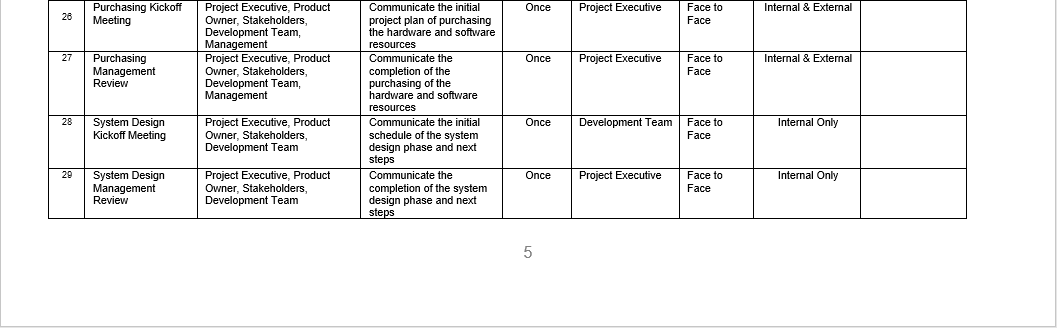 26
Purchasing Kickoff
Meeting
Project Executive, Product
Owner, Stakeholders,
Development Team,
Management
Communicate the initial
project plan of purchasing
the hardware and software
resources
Once
Project Executive
Face to
Face
Internal & External
27
Purchasing
Management
Review
Project Executive, Product
Owner, Stakeholders,
Development Team,
Management
Communicate the
completion of the
purchasing of the
hardware and software
resources
Once
Project Executive
Face to
Face
Internal & External
28
System Design
Kickoff Meeting
Project Executive, Product
Owner, Stakeholders,
Development Team
Communicate the initial
schedule of the system
design phase and next
steps
Once
Development Team
Face to
Face
Internal Only
29
System Design
Management
Review
Project Executive, Product
Owner, Stakeholders,
Development Team
Communicate the
completion of the system
design phase and next
steps
Once
Project Executive
Face to
Face
Internal Only
5